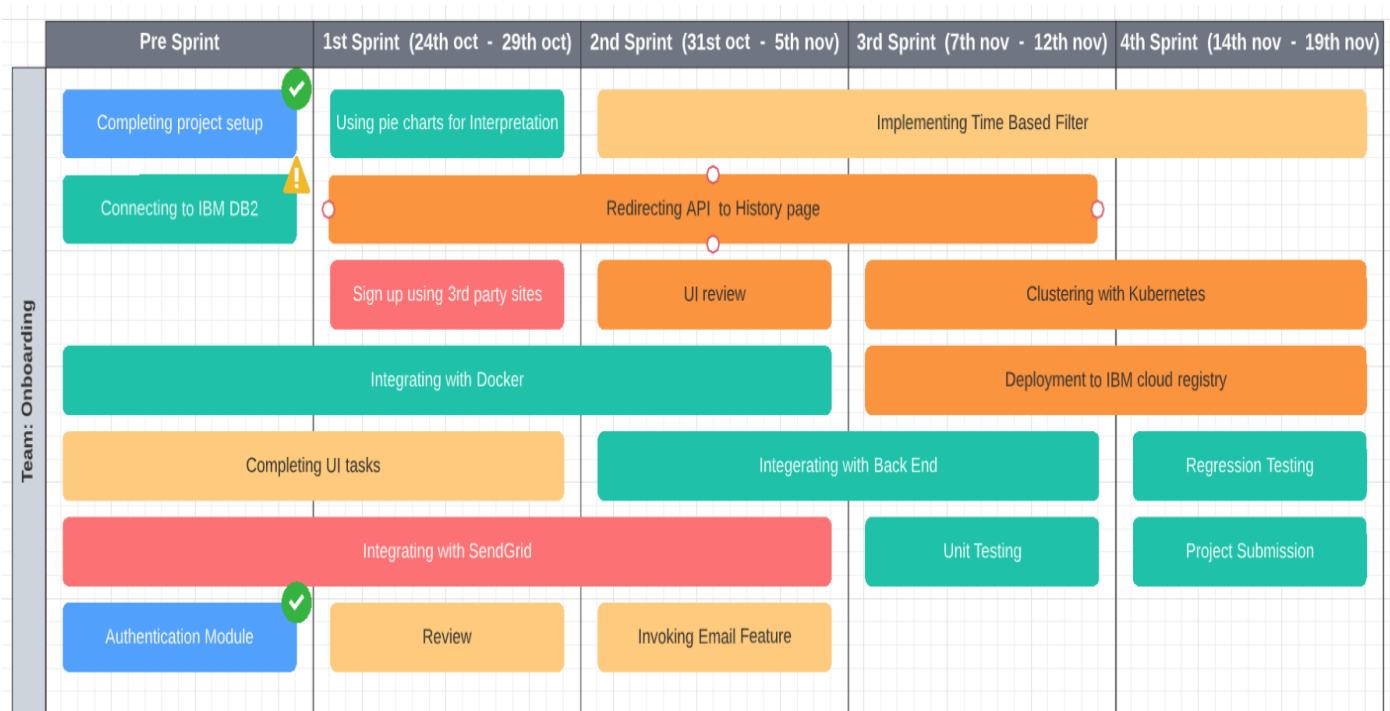 Pre Sprint
1st Sprint (24th oct - 29th oct)
2nd Sprint (31st oct - 5th nov)
3rd Sprint (7th nov - 12th nov)
4th Sprint (14th nov - 19th nov)
Team: Onboarding
Completing project setup
Using pie charts for Interpretation
Implementing Time Based Filter
Connecting to IBM DB2
Redirecting API to History page
Sign up using 3rd party sites
UI review
Clustering with Kubernetes
Integrating with Docker
Deployment to IBM cloud registry
Completing UI tasks
Integerating with Back End
Regression Testing
Integrating with SendGrid
Unit Testing
Project Submission
Authentication Module
Review
Invoking Email Feature